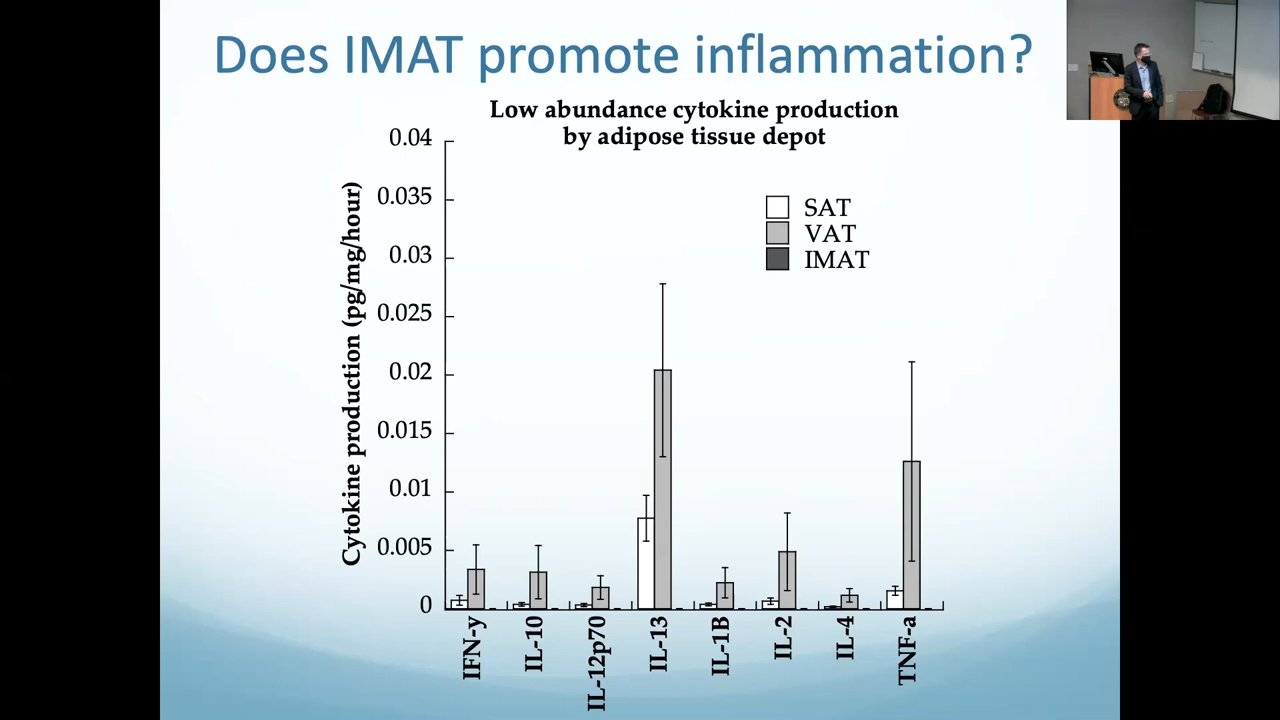 Does IMAT promote inflammation?
Low abundance cytokine production
by adipose tissue depot
Cytokine production (pg/mg/hour)
0.04
0.035
0.03
0.025
0.02
0.015
0.01
0.005
0
SAT
VAT
IMAT
IFN-y
IL-10
IL-12p70
IL-13
IL-1B
IL-2
IL-4
TNF-a